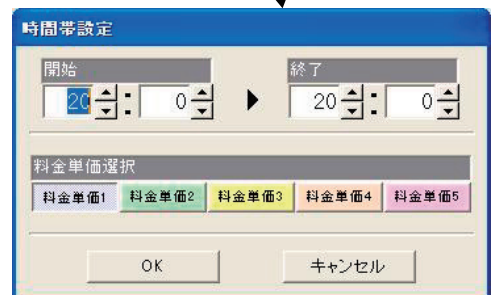 時間帯設定
開始 終了
20 : 0 ▶ 20 : 0
料金単価選択
料金単価1 料金単価2 料金単価3 料金単価4 料金単価5
OK キャンセル